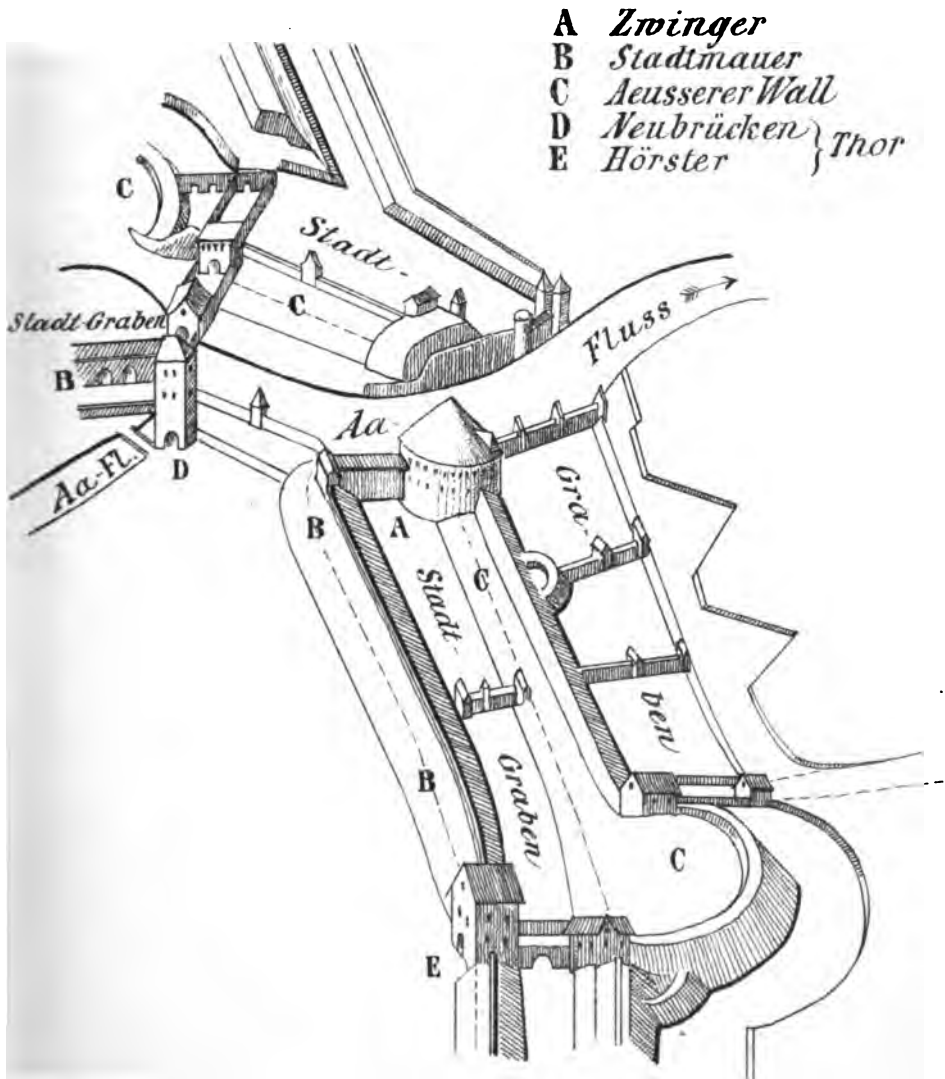 A Zwinger
B Stadtmauer
C Aeusserer Wall
D Neubrücken } Thor
E Hörster
C
Stadt-
C
Stadt-Graben
Fluss
B
Aa-
Aa-Fl.
D
Gra-
B
A
C
Stadt-
ben
B
Graben
C
E